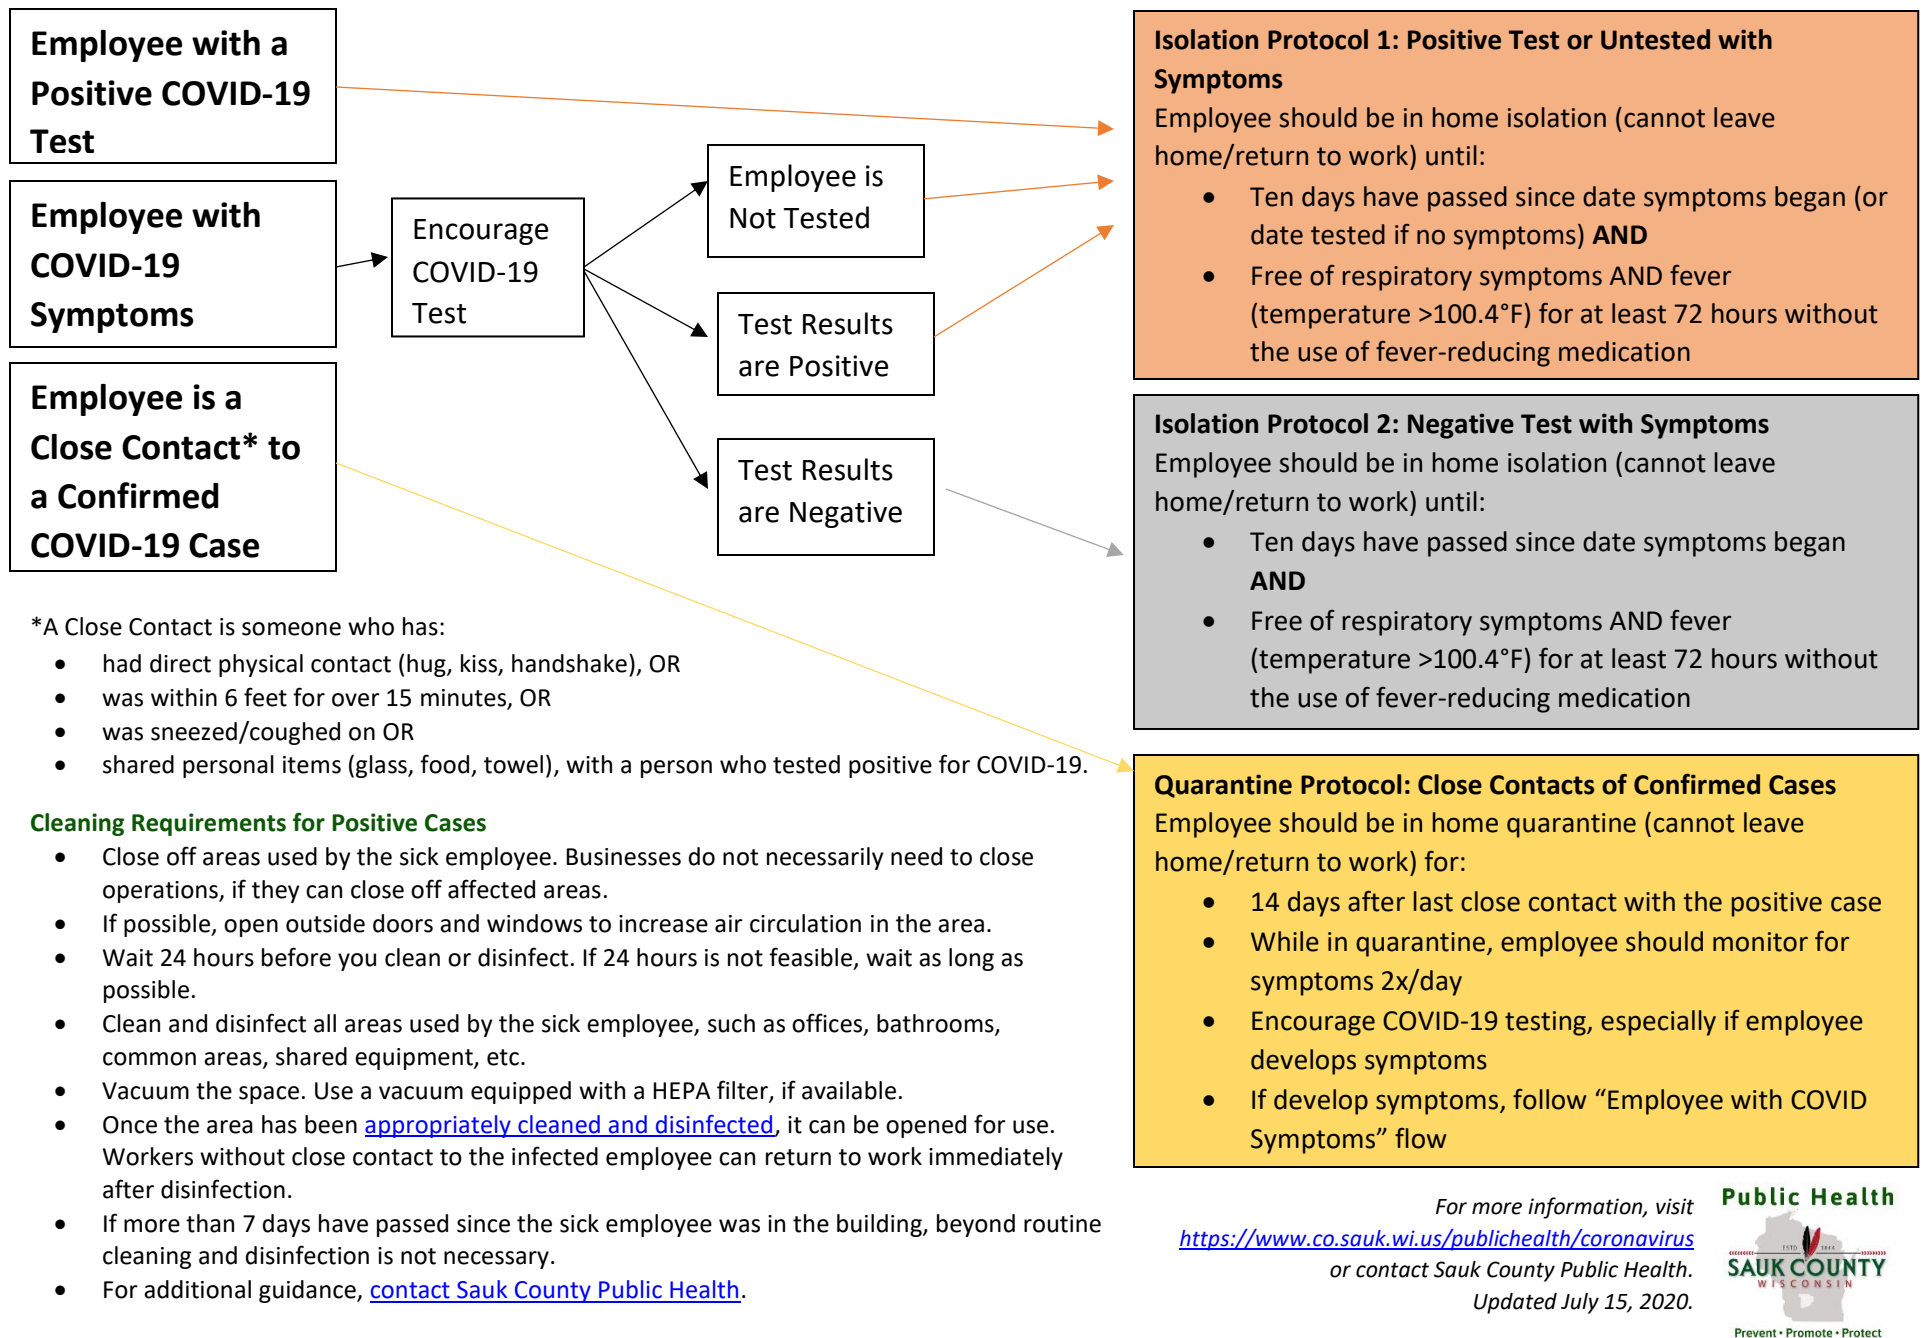 Employee with a
Positive COVID-19
Test
Employee with
COVID-19
Symptoms
Employee is a
Close Contact* to
a Confirmed
COVID-19 Case
Encourage
COVID-19
Test
Employee is
Not Tested
Test Results
are Positive
Test Results
are Negative
*A Close Contact is someone who has:
• had direct physical contact (hug, kiss, handshake), OR
• was within 6 feet for over 15 minutes, OR
• was sneezed/coughed on OR
• shared personal items (glass, food, towel), with a person who tested positive for COVID-19.
Cleaning Requirements for Positive Cases
• Close off areas used by the sick employee. Businesses do not necessarily need to close
operations, if they can close off affected areas.
• If possible, open outside doors and windows to increase air circulation in the area.
• Wait 24 hours before you clean or disinfect. If 24 hours is not feasible, wait as long as
possible.
• Clean and disinfect all areas used by the sick employee, such as offices, bathrooms,
common areas, shared equipment, etc.
• Vacuum the space. Use a vacuum equipped with a HEPA filter, if available.
• Once the area has been appropriately cleaned and disinfected, it can be opened for use.
Workers without close contact to the infected employee can return to work immediately
after disinfection.
• If more than 7 days have passed since the sick employee was in the building, beyond routine
cleaning and disinfection is not necessary.
• For additional guidance, contact Sauk County Public Health.
Isolation Protocol 1: Positive Test or Untested with
Symptoms
Employee should be in home isolation (cannot leave
home/return to work) until:
• Ten days have passed since date symptoms began (or
date tested if no symptoms) AND
• Free of respiratory symptoms AND fever
(temperature >100.4°F) for at least 72 hours without
the use of fever-reducing medication
Isolation Protocol 2: Negative Test with Symptoms
Employee should be in home isolation (cannot leave
home/return to work) until:
• Ten days have passed since date symptoms began
AND
• Free of respiratory symptoms AND fever
(temperature >100.4°F) for at least 72 hours without
the use of fever-reducing medication
Quarantine Protocol: Close Contacts of Confirmed Cases
Employee should be in home quarantine (cannot leave
home/return to work) for:
• 14 days after last close contact with the positive case
• While in quarantine, employee should monitor for
symptoms 2x/day
• Encourage COVID-19 testing, especially if employee
develops symptoms
• If develop symptoms, follow “Employee with COVID
Symptoms” flow
For more information, visit
https://www.co.sauk.wi.us/publichealth/coronavirus
or contact Sauk County Public Health.
Updated July 15, 2020.
Public Health
ESTD 1844
SAUK COUNTY
WISCONSIN
Prevent • Promote • Protect